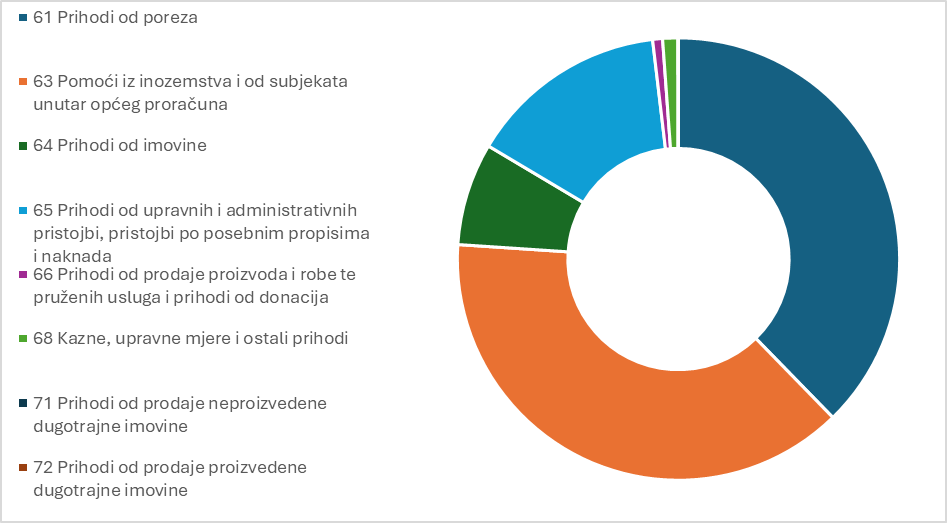 61 Prihodi od poreza
63 Pomoći iz inozemstva i od subjekata
unutar općeg proračuna
64 Prihodi od imovine
65 Prihodi od upravnih i administrativnih
pristojbi, pristojbi po posebnim propisima
i naknada
66 Prihodi od prodaje proizvoda i robe te
pruženih usluga i prihodi od donacija
68 Kazne, upravne mjere i ostali prihodi
71 Prihodi od prodaje neproizvedene
dugotrajne imovine
72 Prihodi od prodaje proizvedene
dugotrajne imovine